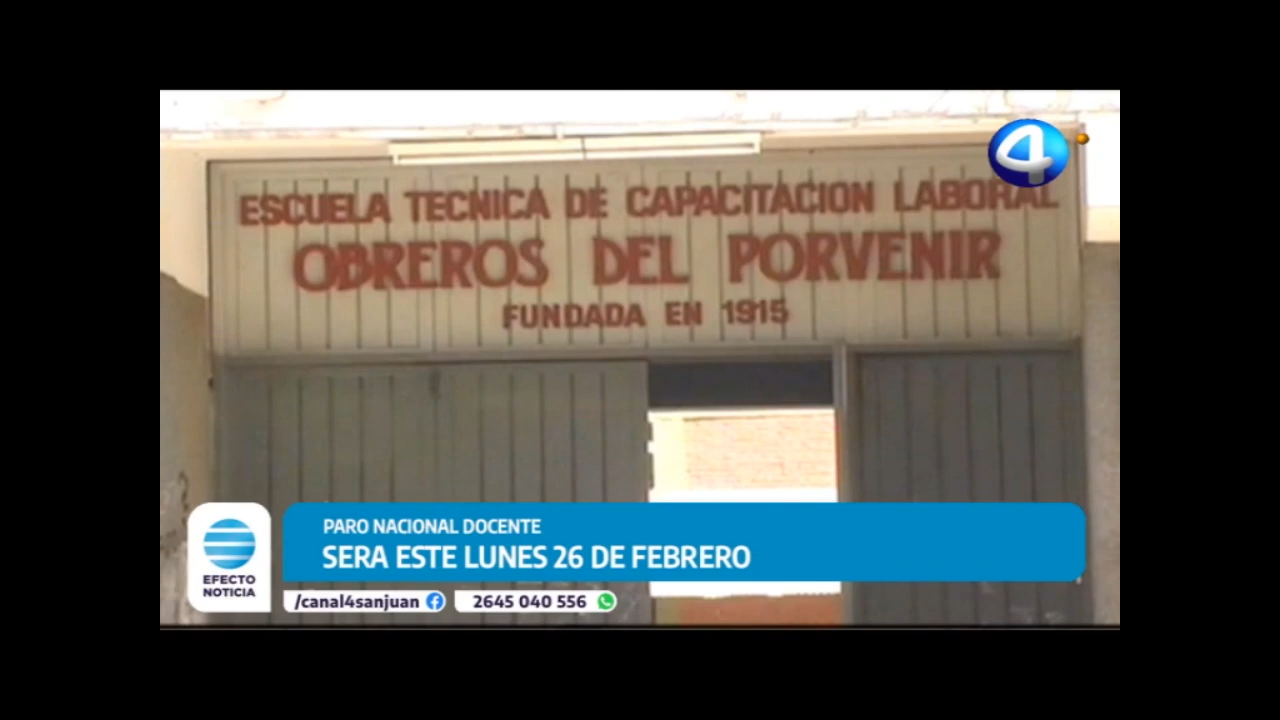 4
ESCUELA TECNICA DE CAPACITACION LABORAL
OBREROS DEL PORVENIR
FUNDADA EN 1915
PARO NACIONAL DOCENTE
SERA ESTE LUNES 26 DE FEBRERO
EFECTO
NOTICIA
/canal4sanjuan
2645 040 556